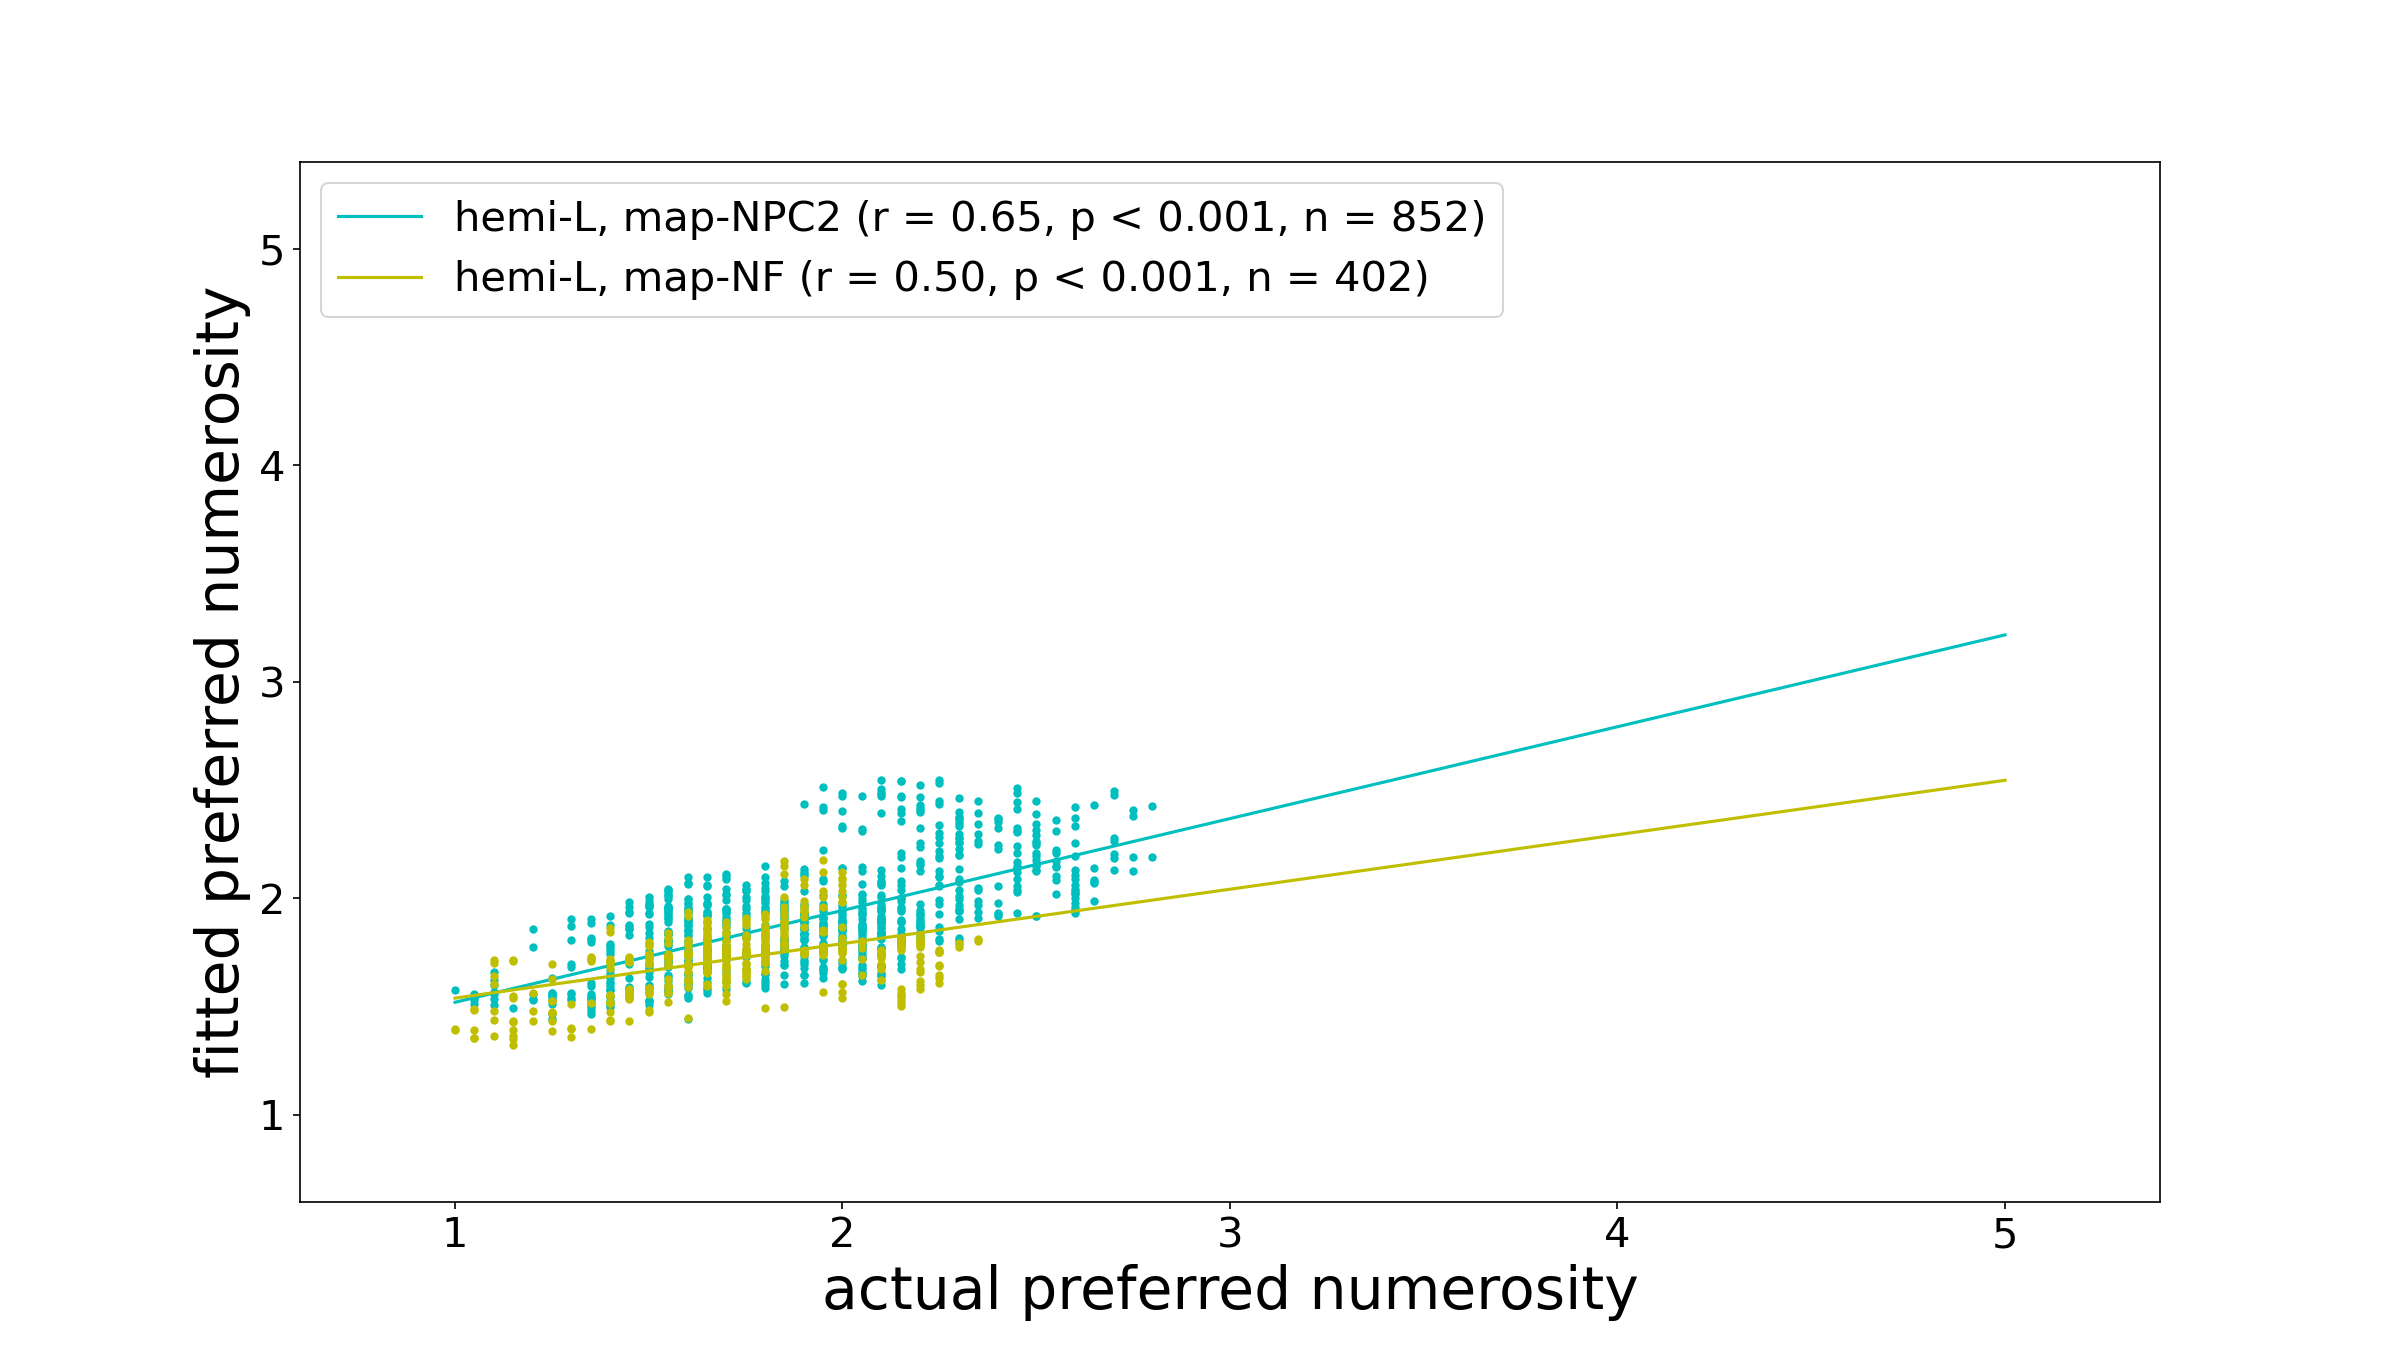 hemi-L, map-NPC2 (r = 0.65, p < 0.001, n = 852)
hemi-L, map-NF (r = 0.50, p < 0.001, n = 402)
fitted preferred numerosity
5
4
3
2
1
1 2 3 4 5
actual preferred numerosity